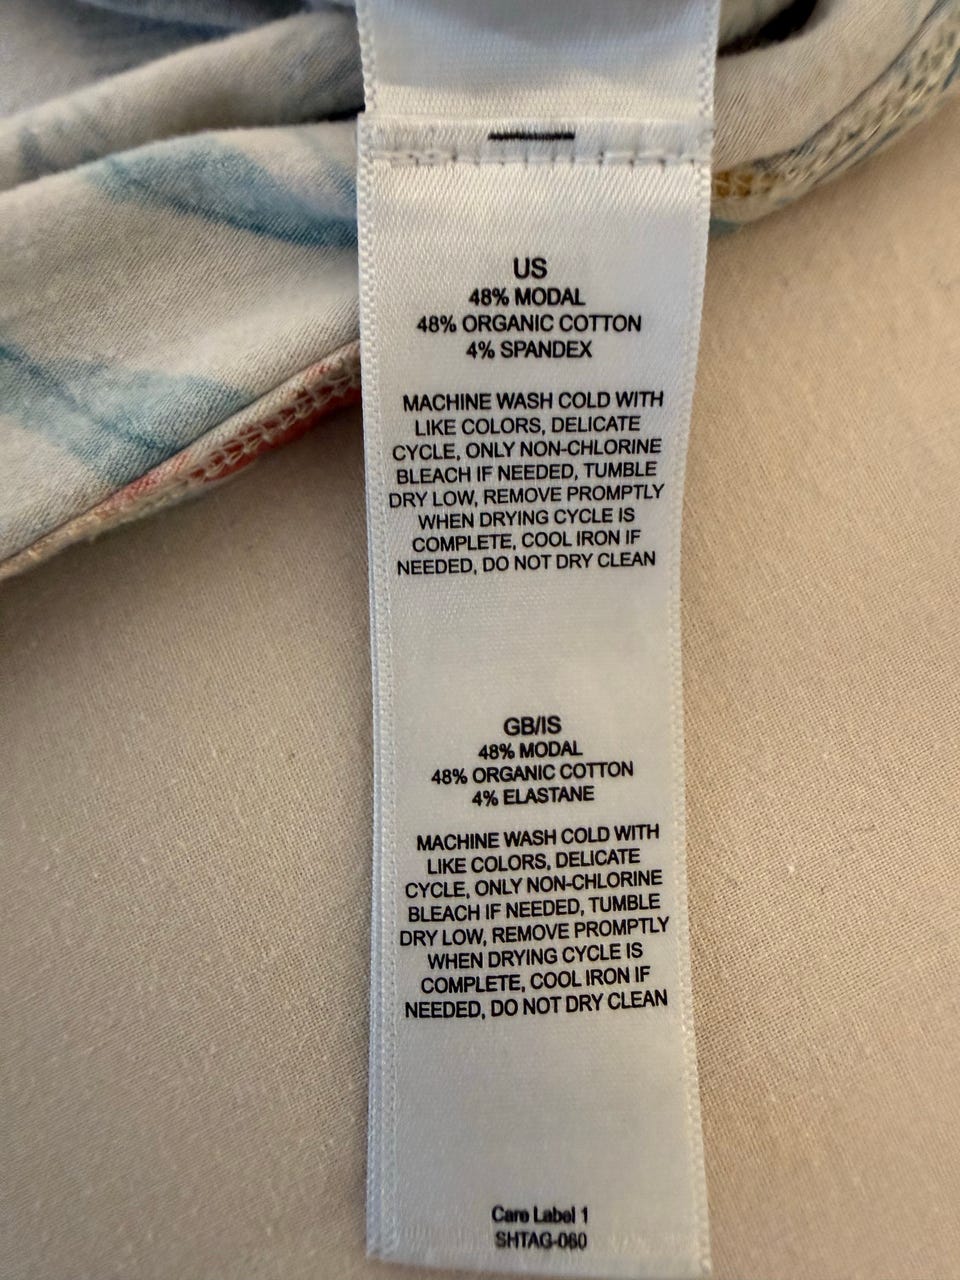 US
48% MODAL
48% ORGANIC COTTON
4% SPANDEX
MACHINE WASH COLD WITH
LIKE COLORS, DELICATE
CYCLE, ONLY NON-CHLORINE
BLEACH IF NEEDED, TUMBLE
DRY LOW, REMOVE PROMPTLY
WHEN DRYING CYCLE IS
COMPLETE, COOL IRON IF
NEEDED, DO NOT DRY CLEAN
GB/IS
48% MODAL
48% ORGANIC COTTON
4% ELASTANE
MACHINE WASH COLD WITH
LIKE COLORS, DELICATE
CYCLE, ONLY NON-CHLORINE
BLEACH IF NEEDED, TUMBLE
DRY LOW, REMOVE PROMPTLY
WHEN DRYING CYCLE IS
COMPLETE, COOL IRON IF
NEEDED, DO NOT DRY CLEAN
Care Label 1
SHTAG-060